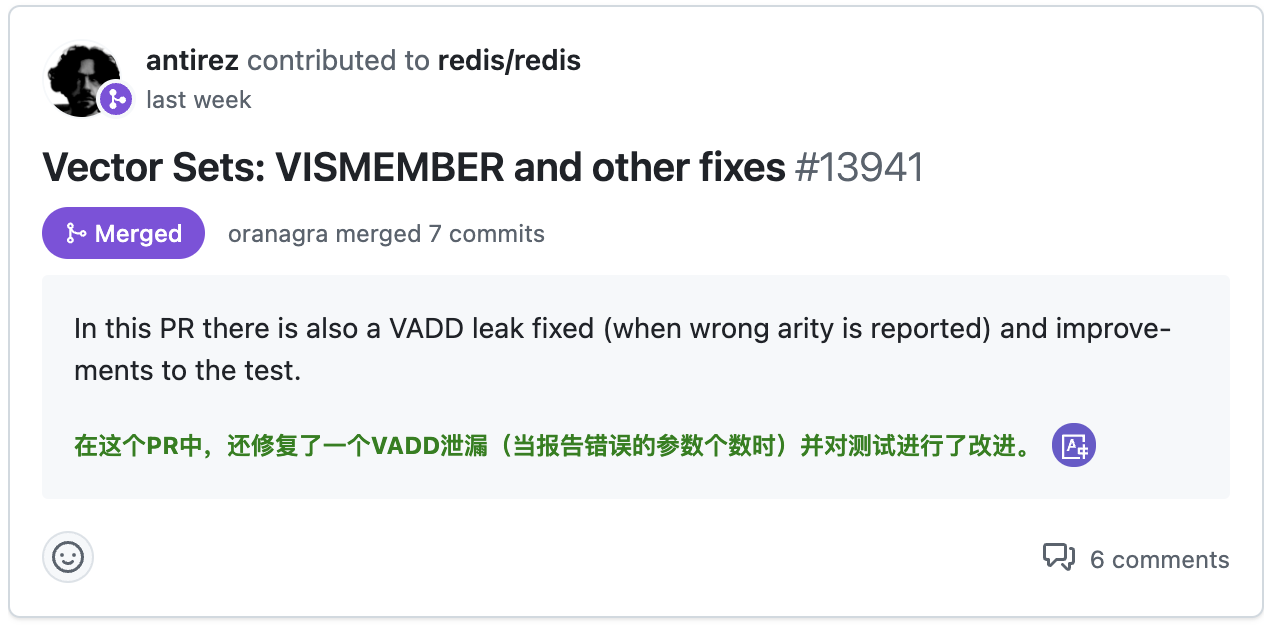 antirez contributed to redis/redis
last week
Vector Sets: VISMEMBER and other fixes #13941
Merged oranagra merged 7 commits
In this PR there is also a VADD leak fixed (when wrong arity is reported) and improve-
ments to the test.
在这个PR中，还修复了一个VADD泄漏（当报告错误的参数个数时）并对测试进行了改进。
6 comments